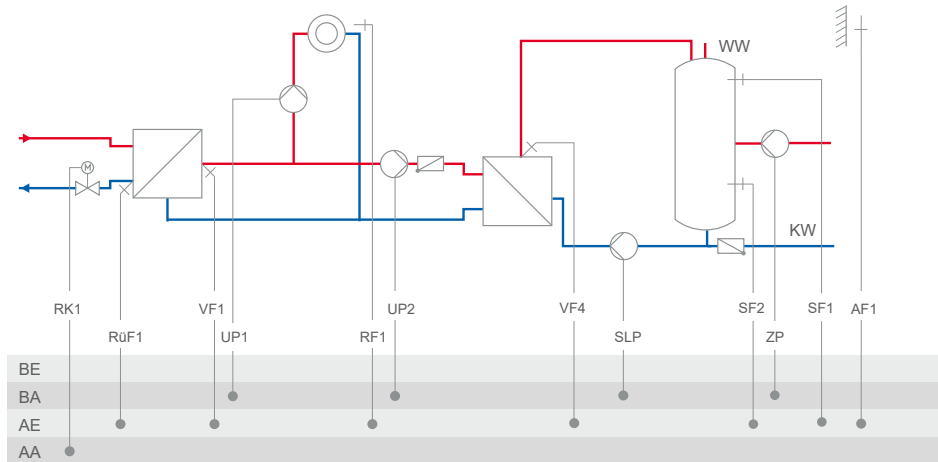 WW
M
KW
RK1 VF1 UP2 VF4 SF2 SF1 AF1
RüF1 UP1 RF1 SLP ZP
BE
BA
AE
AA